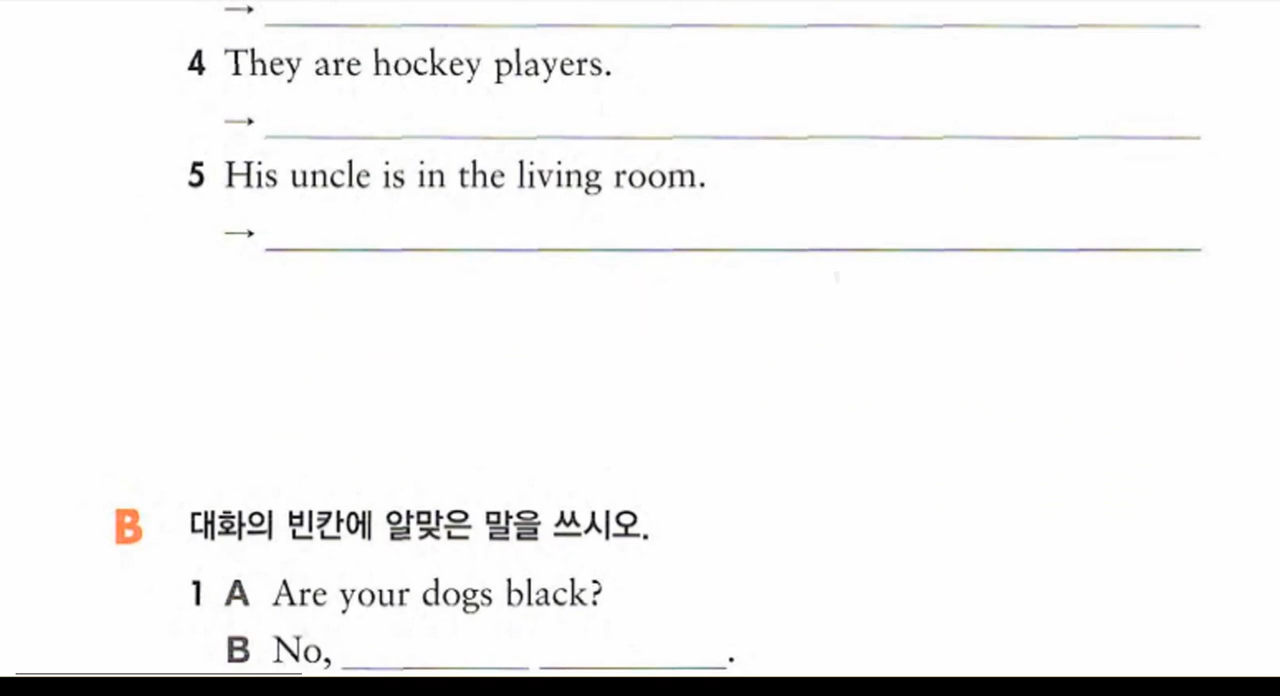 →
4 They are hockey players.
→
5 His uncle is in the living room.
→
B 대화의 빈칸에 알맞은 말을 쓰시오.
1 A Are your dogs black?
B No, ________ ________.